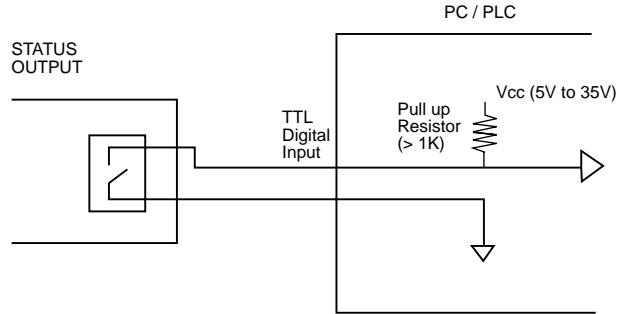 PC / PLC
STATUS
OUTPUT
Vcc (5V to 35V)
Pull up
Resistor
(> 1K)
TTL
Digital
Input